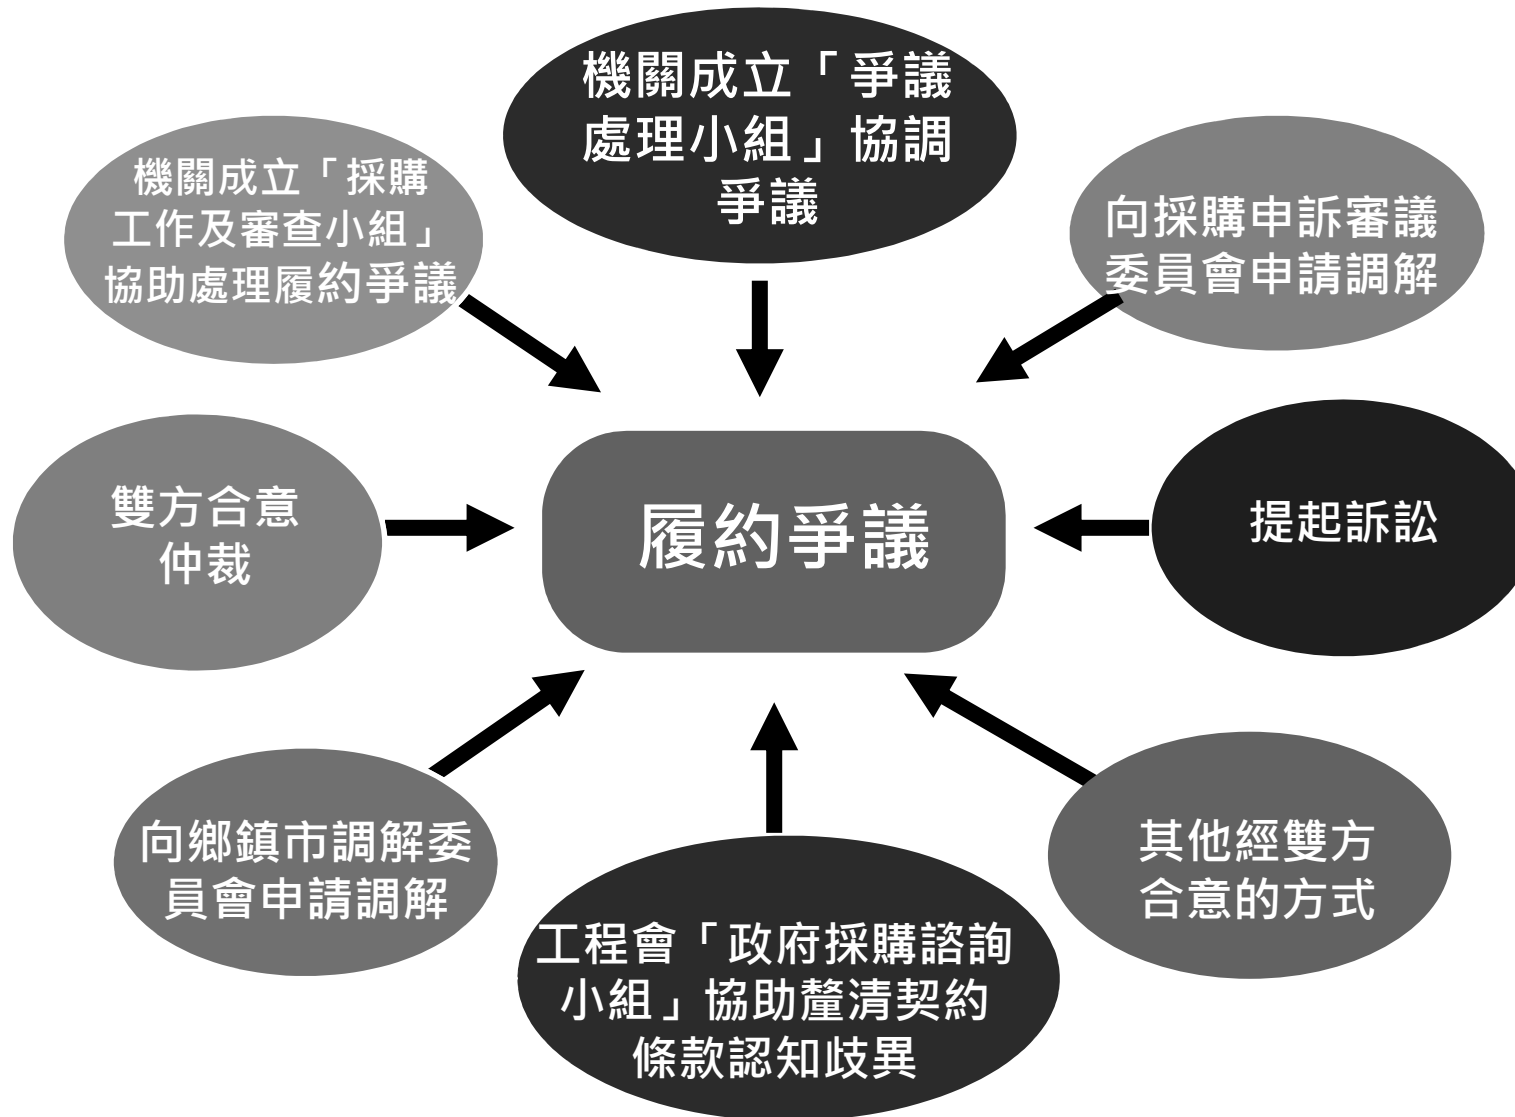 機關成立「爭議
處理小組」協調
爭議
機關成立「採購
工作及審查小組」
協助處理履約爭議
向採購申訴審議
委員會申請調解
雙方合意
仲裁
履約爭議
提起訴訟
向鄉鎮市調解委
員會申請調解
其他經雙方
合意的方式
工程會「政府採購諮詢
小組」協助釐清契約
條款認知歧異